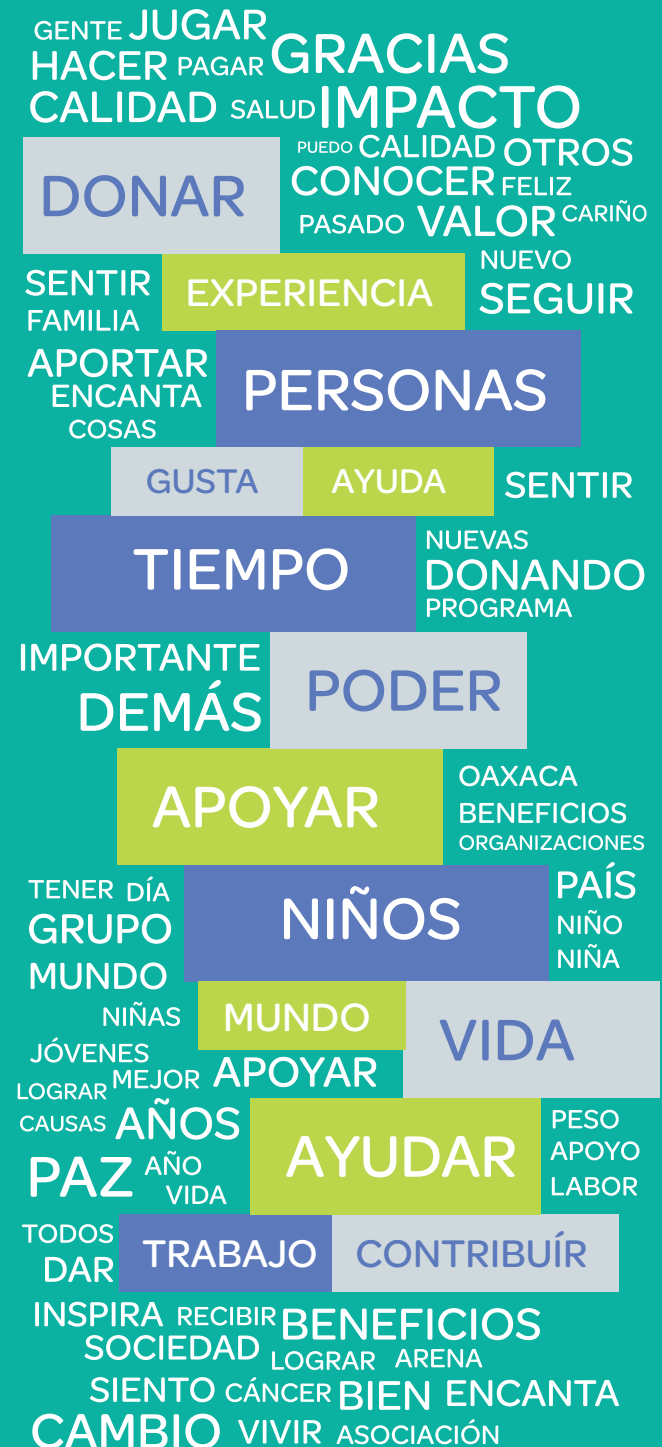 GENTE JUGAR
HACER PAGAR GRACIAS
CALIDAD SALUD IMPACTO
PUEDO CALIDAD OTROS
DONAR CONOCER FELIZ
PASADO VALOR CARIÑO
NUEVO
SENTIR EXPERIENCIA SEGUIR
FAMILIA
APORTAR PERSONAS
ENCANTA
COSAS
GUSTA AYUDA SENTIR
TIEMPO NUEVAS
DONANDO
PROGRAMA
IMPORTANTE PODER
DEMÁS
APOYAR OAXACA
BENEFICIOS
ORGANIZACIONES
TENER DÍA NIÑOS PAÍS
GRUPO NIÑO
MUNDO NIÑA
NIÑAS MUNDO VIDA
JÓVENES
LOGRAR MEJOR APOYAR
CAUSAS AÑOS AYUDAR PESO
PAZ AÑO APOYO
VIDA LABOR
TODOS TRABAJO CONTRIBUÍR
DAR
INSPIRA RECIBIR BENEFICIOS
SOCIEDAD LOGRAR ARENA
SIENTO CÁNCER BIEN ENCANTA
CAMBIO VIVIR ASOCIACIÓN